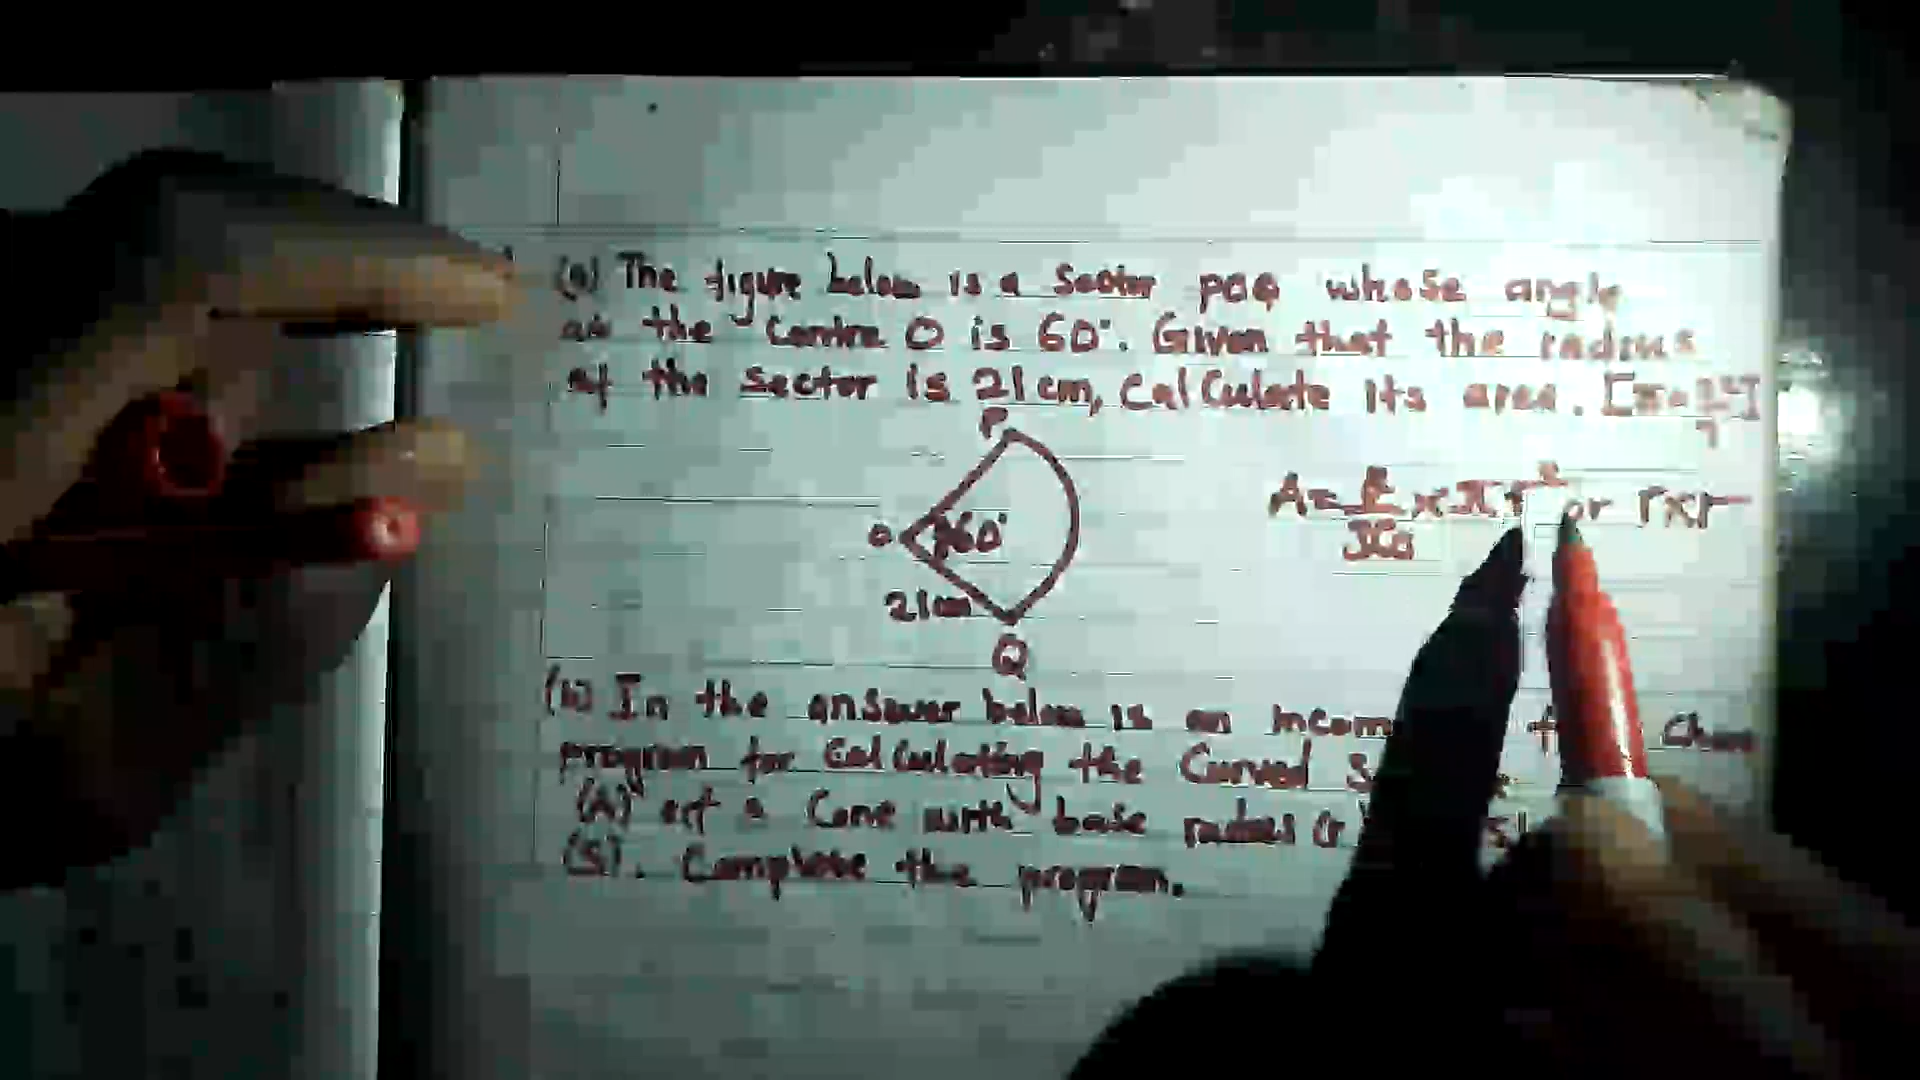 (a) The figure below is a Sector POQ whose angle
at the Centre O is 60°. Given that the radius
of the sector is 21cm, Calculate its area. [π=22/7]
P
A=θ/360 x πr² or rxr
O 60°
21cm
Q
(b) In the answer below is an incom
program for Calculating the Curved
(A) of a Cone with base radius (r
(S). Complete the program.